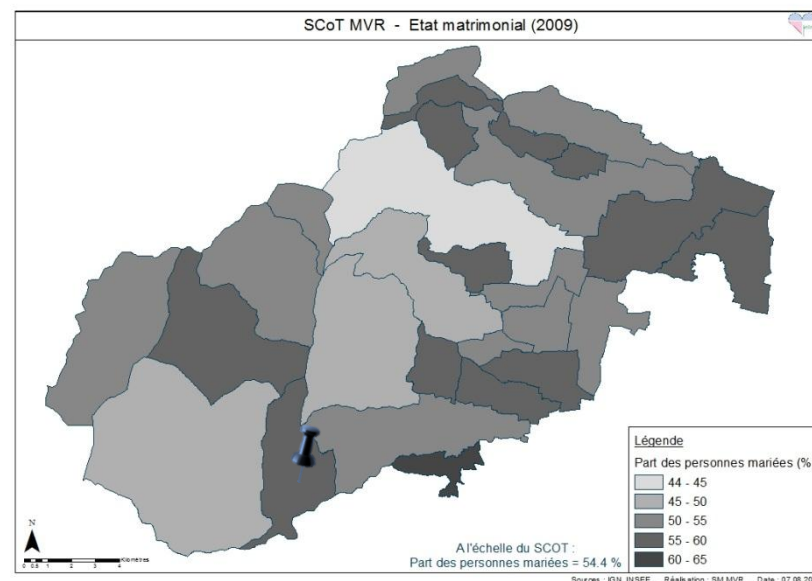 SCoT MVR - Etat matrimonial (2009)
Légende
Part des personnes mariées (%
44 - 45
45 - 50
50 - 55
55 - 60
60 - 65
N
0 0.5 1 2 3 4
Kilomètres
A l'échelle du SCOT :
Part des personnes mariées = 54.4 %
Sources : IGN, INSEE Réalisation : SM MVR Date : 07.08.20